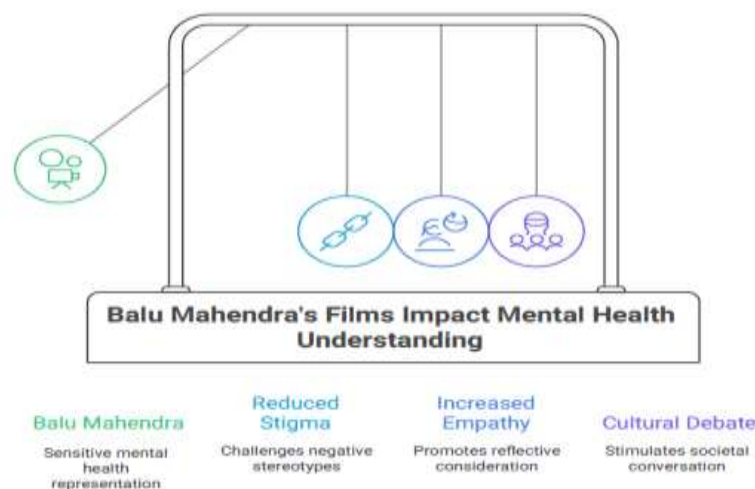 Balu Mahendra's Films Impact Mental Health
Understanding
Balu Mahendra
Sensitive mental
health
representation
Reduced
Stigma
Challenges negative
stereotypes
Increased
Empathy
Promotes reflective
consideration
Cultural Debate
Stimulates societal
conversation